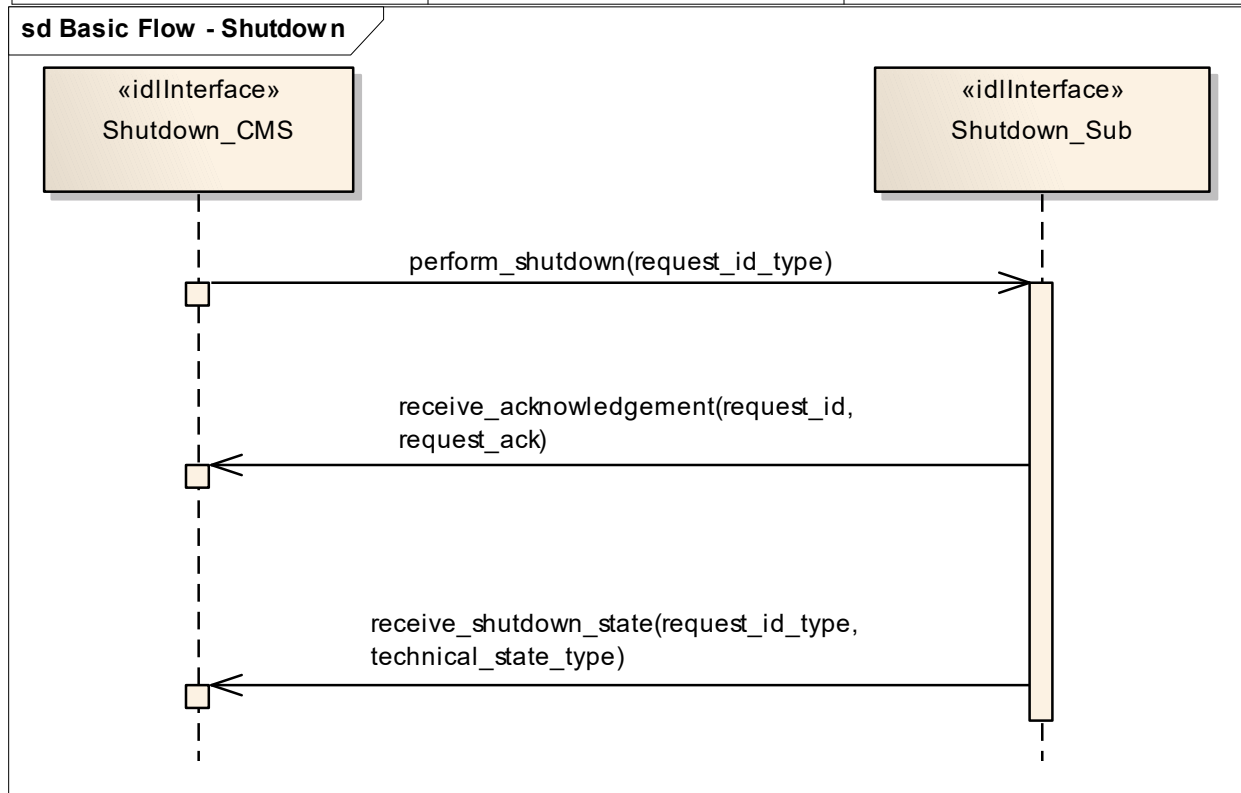 sd Basic Flow - Shutdown
«idlInterface»
Shutdown_CMS
«idlInterface»
Shutdown_Sub
perform_shutdown(request_id_type)
receive_acknowledgement(request_id,
request_ack)
receive_shutdown_state(request_id_type,
technical_state_type)